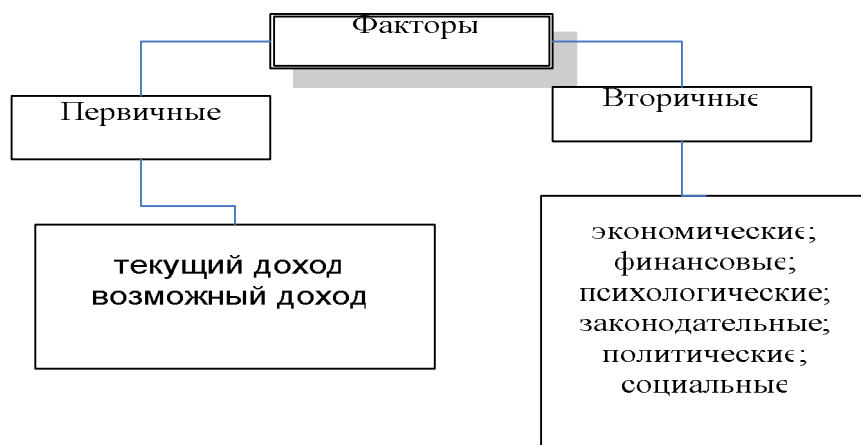 Факторы
Первичные
Вторичные
текущий доход
возможный доход
экономические;
финансовые;
психологические;
законодательные;
политические;
социальные